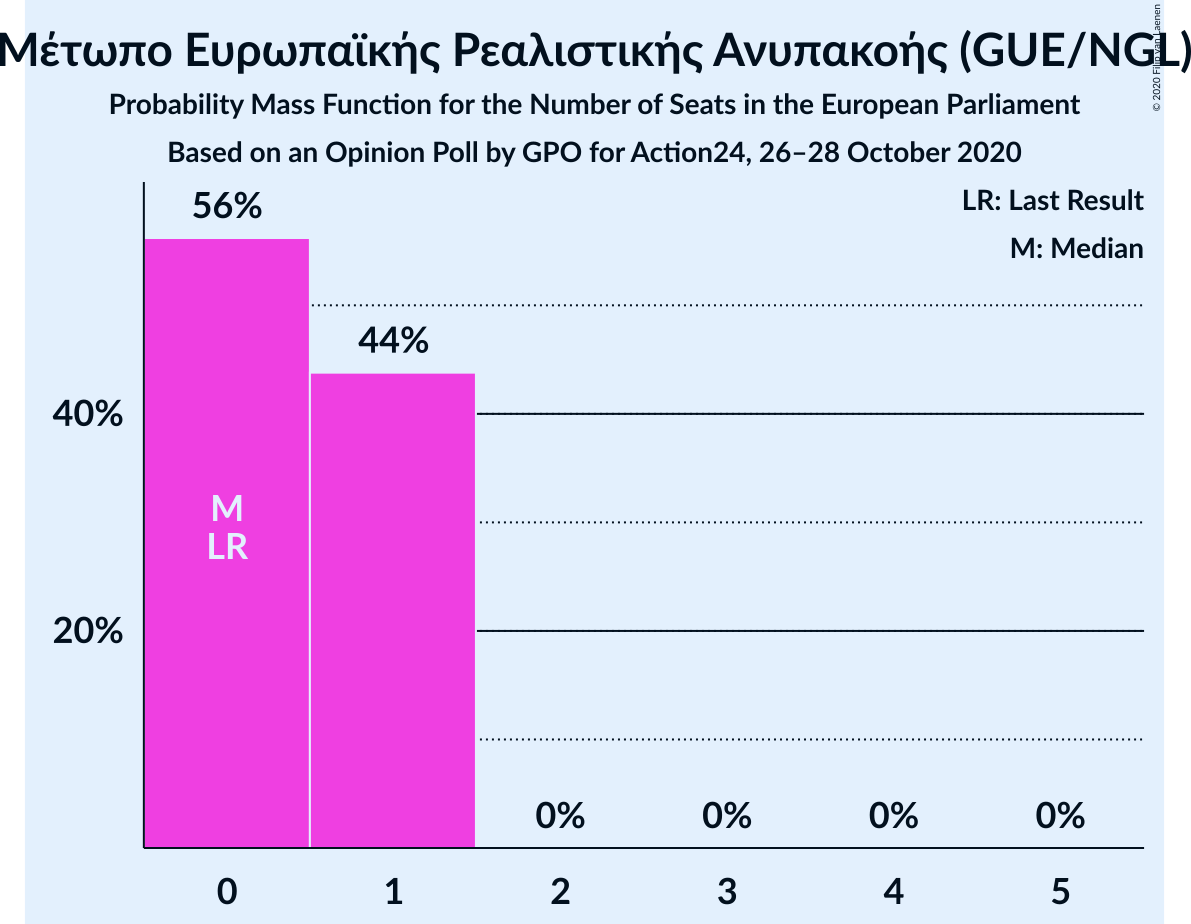 Μέτωπο Ευρωπαϊκής Ρεαλιστικής Ανυπακοής (GUE/NGL)
© 2020 Filip van Laenen
Probability Mass Function for the Number of Seats in the European Parliament
Based on an Opinion Poll by GPO for Action24, 26–28 October 2020
LR: Last Result
M: Median
56%
44%
40%
M
LR
20%
0% 0% 0% 0%
0 1 2 3 4 5